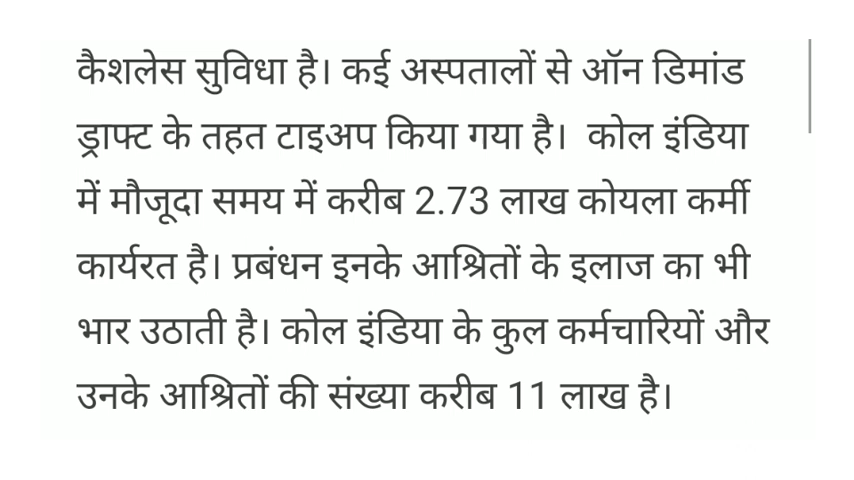 कैशलेस सुविधा है। कई अस्पतालों से ऑन डिमांड
ड्राफ्ट के तहत टाइअप किया गया है।  कोल इंडिया
में मौजूदा समय में करीब 2.73 लाख कोयला कर्मी
कार्यरत है। प्रबंधन इनके आश्रितों के इलाज का भी
भार उठाती है। कोल इंडिया के कुल कर्मचारियों और
उनके आश्रितों की संख्या करीब 11 लाख है।